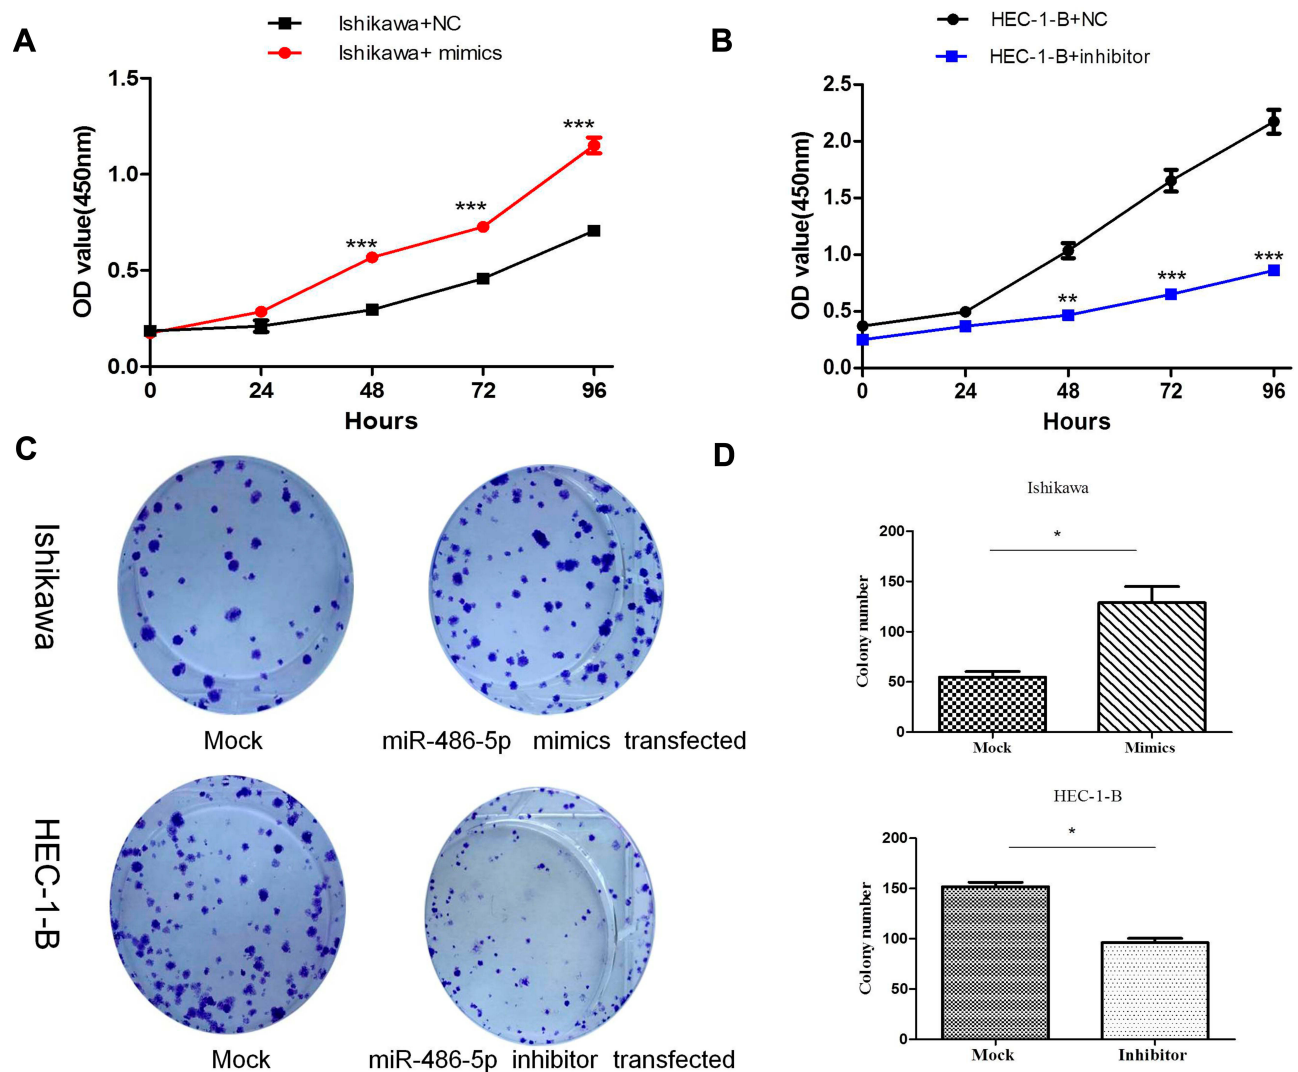 A
Ishikawa+NC
Ishikawa+ mimics
1.5
1.0
0.5
0.0
OD value(450nm)
***
***
***
0
24
48
72
96
Hours
B
HEC-1-B+NC
HEC-1-B+inhibitor
2.5
2.0
1.5
1.0
0.5
0.0
OD value(450nm)
**
***
***
0
24
48
72
96
Hours
C
Ishikawa
Mock
miR-486-5p mimics transfected
HEC-1-B
Mock
miR-486-5p inhibitor transfected
D
Ishikawa
*
200
150
100
50
0
Colony number
Mock
Mimics
HEC-1-B
*
200
150
100
50
0
Colony number
Mock
Inhibitor